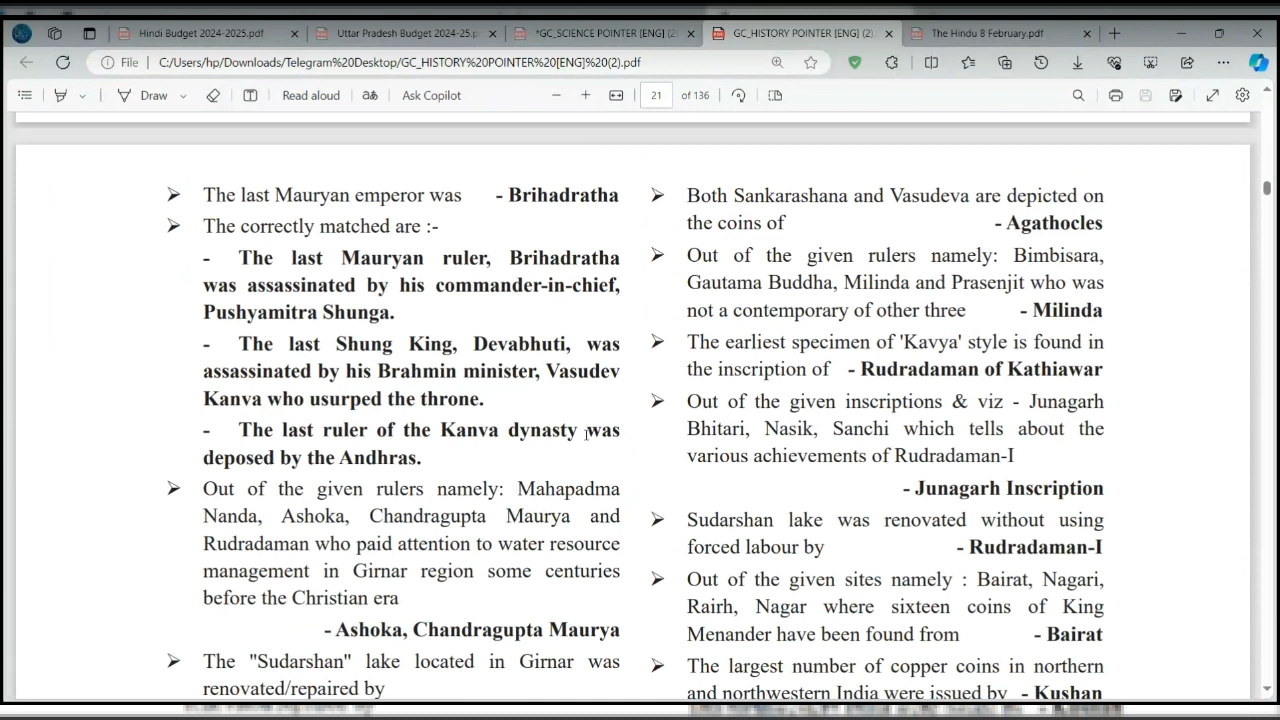 Hindi Budget 2024-2025.pdf
Uttar Pradesh Budget 2024-25.p
*GC_SCIENCE POINTER [ENG] (2)
GC_HISTORY POINTER [ENG] (2).
The Hindu 8 February.pdf
File
C:/Users/hp/Downloads/Telegram%20Desktop/GC_HISTORY%20POINTER%20[ENG]%20(2).pdf
Draw
Read aloud
Ask Copilot
21 of 136
➢ The last Mauryan emperor was - Brihadratha
➢ The correctly matched are :-
- The last Mauryan ruler, Brihadratha
was assassinated by his commander-in-chief,
Pushyamitra Shunga.
- The last Shung King, Devabhuti, was
assassinated by his Brahmin minister, Vasudev
Kanva who usurped the throne.
- The last ruler of the Kanva dynasty was
deposed by the Andhras.
➢ Out of the given rulers namely: Mahapadma
Nanda, Ashoka, Chandragupta Maurya and
Rudradaman who paid attention to water resource
management in Girnar region some centuries
before the Christian era
- Ashoka, Chandragupta Maurya
➢ The "Sudarshan" lake located in Girnar was
renovated/repaired by
➢ Both Sankarashana and Vasudeva are depicted on
the coins of - Agathocles
➢ Out of the given rulers namely: Bimbisara,
Gautama Buddha, Milinda and Prasenjit who was
not a contemporary of other three - Milinda
➢ The earliest specimen of 'Kavya' style is found in
the inscription of - Rudradaman of Kathiawar
➢ Out of the given inscriptions & viz - Junagarh
Bhitari, Nasik, Sanchi which tells about the
various achievements of Rudradaman-I
- Junagarh Inscription
➢ Sudarshan lake was renovated without using
forced labour by - Rudradaman-I
➢ Out of the given sites namely : Bairat, Nagari,
Rairh, Nagar where sixteen coins of King
Menander have been found from - Bairat
➢ The largest number of copper coins in northern
and northwestern India were issued by - Kushan